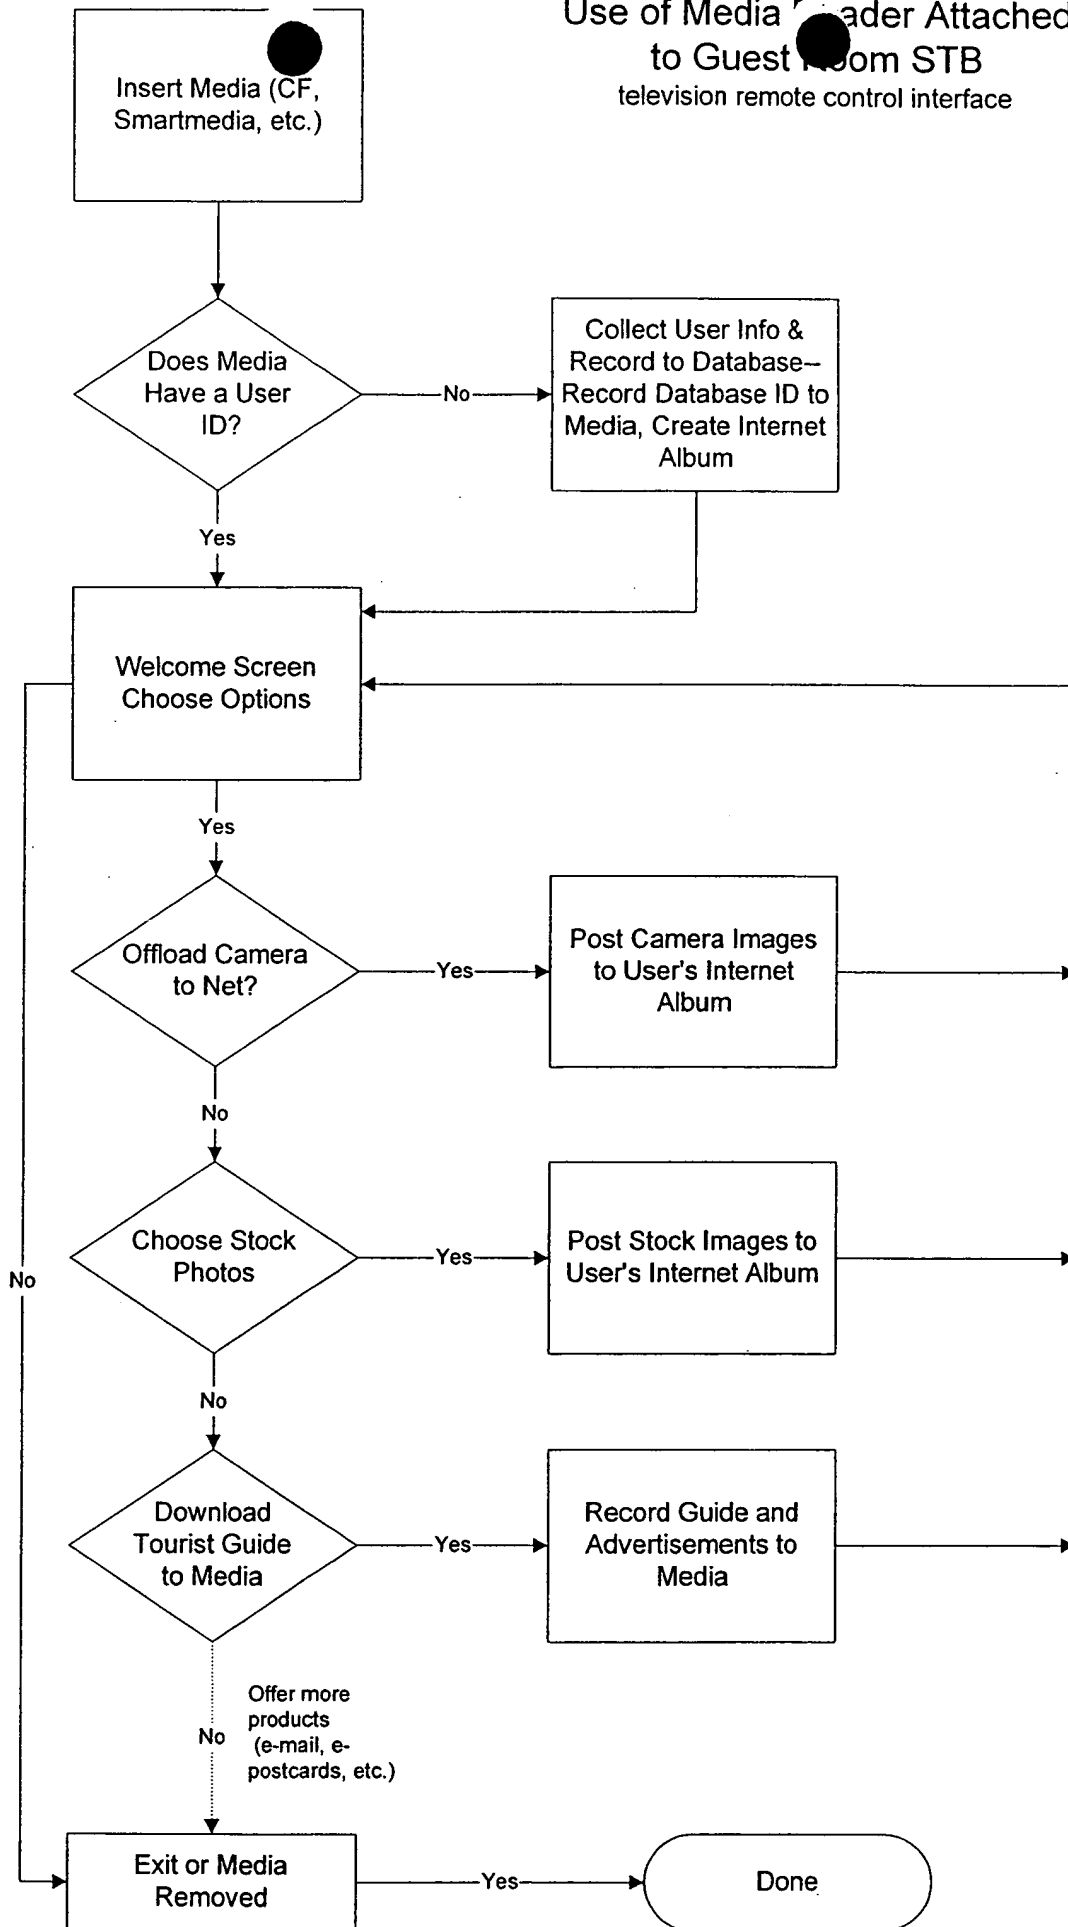 Use of Media ader Attached
to Guest om STB
television remote control interface
Insert Media (CF,
Smartmedia, etc.)
Does Media
Have a User
ID?
No
Collect User Info &
Record to Database--
Record Database ID to
Media, Create Internet
Album
Yes
Welcome Screen
Choose Options
Yes
Offload Camera
to Net?
Yes
Post Camera Images
to User's Internet
Album
No
Choose Stock
Photos
Yes
Post Stock Images to
User's Internet Album
No
No
Download
Tourist Guide
to Media
Yes
Record Guide and
Advertisements to
Media
No
Offer more
products
(e-mail, e-
postcards, etc.)
Exit or Media
Removed
Yes
Done